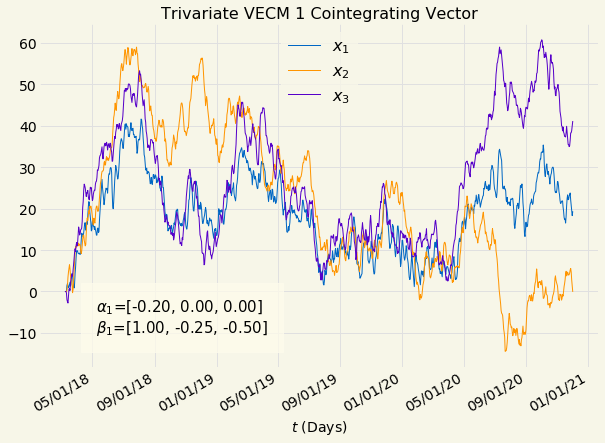 Trivariate VECM 1 Cointegrating Vector
x₁
x₂
x₃
60
50
40
30
20
10
0
−10
α₁=[-0.20, 0.00, 0.00]
β₁=[1.00, -0.25, -0.50]
05/01/18 09/01/18 01/01/19 05/01/19 09/01/19 01/01/20 05/01/20 09/01/20 01/01/21
t (Days)